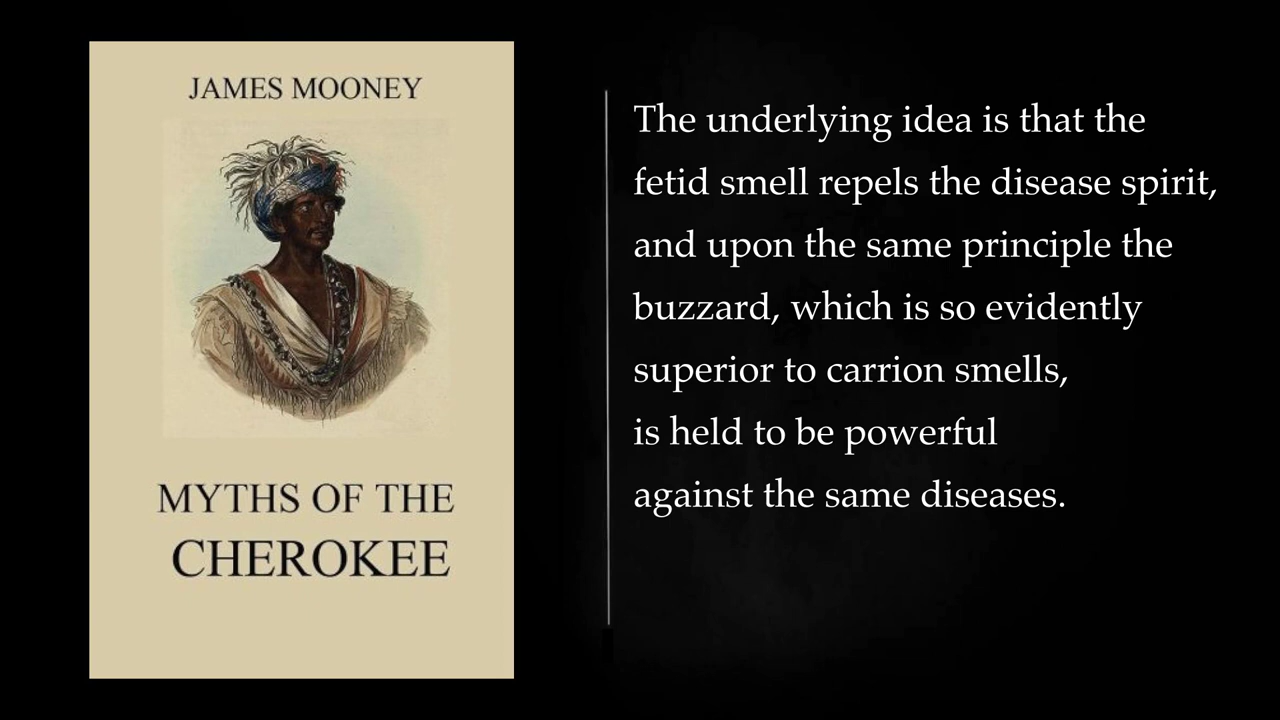 JAMES MOONEY
MYTHS OF THE
CHEROKEE
The underlying idea is that the
fetid smell repels the disease spirit,
and upon the same principle the
buzzard, which is so evidently
superior to carrion smells,
is held to be powerful
against the same diseases.